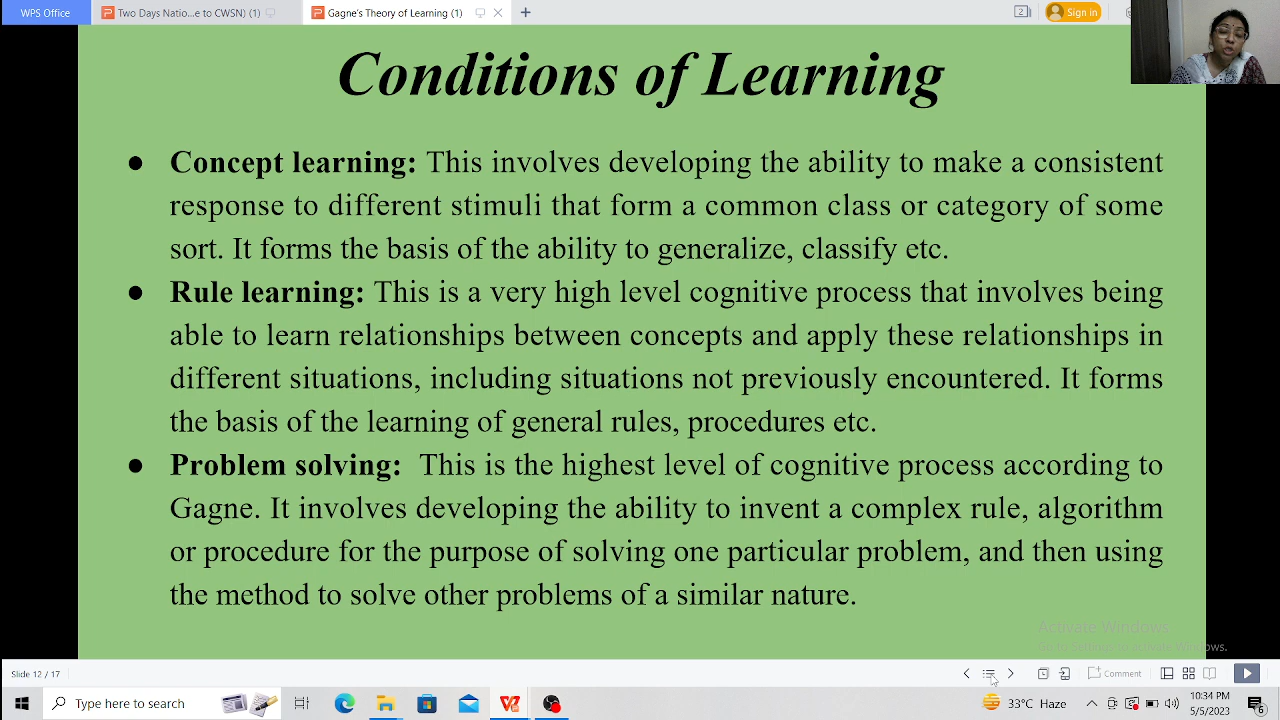 WPS Office
Two Days Natio...e to CWSN)
Gagne's Theory of Learning (1)
Sign in
Conditions of Learning
● Concept learning: This involves developing the ability to make a consistent
response to different stimuli that form a common class or category of some
sort. It forms the basis of the ability to generalize, classify etc.
● Rule learning: This is a very high level cognitive process that involves being
able to learn relationships between concepts and apply these relationships in
different situations, including situations not previously encountered. It forms
the basis of the learning of general rules, procedures etc.
● Problem solving: This is the highest level of cognitive process according to
Gagne. It involves developing the ability to invent a complex rule, algorithm
or procedure for the purpose of solving one particular problem, and then using
the method to solve other problems of a similar nature.
Activate Windows
Go to Settings to activate Windows.
Slide 12 / 17
Comment
Type here to search
33°C Haze
10:34 PM
5/5/2023
6